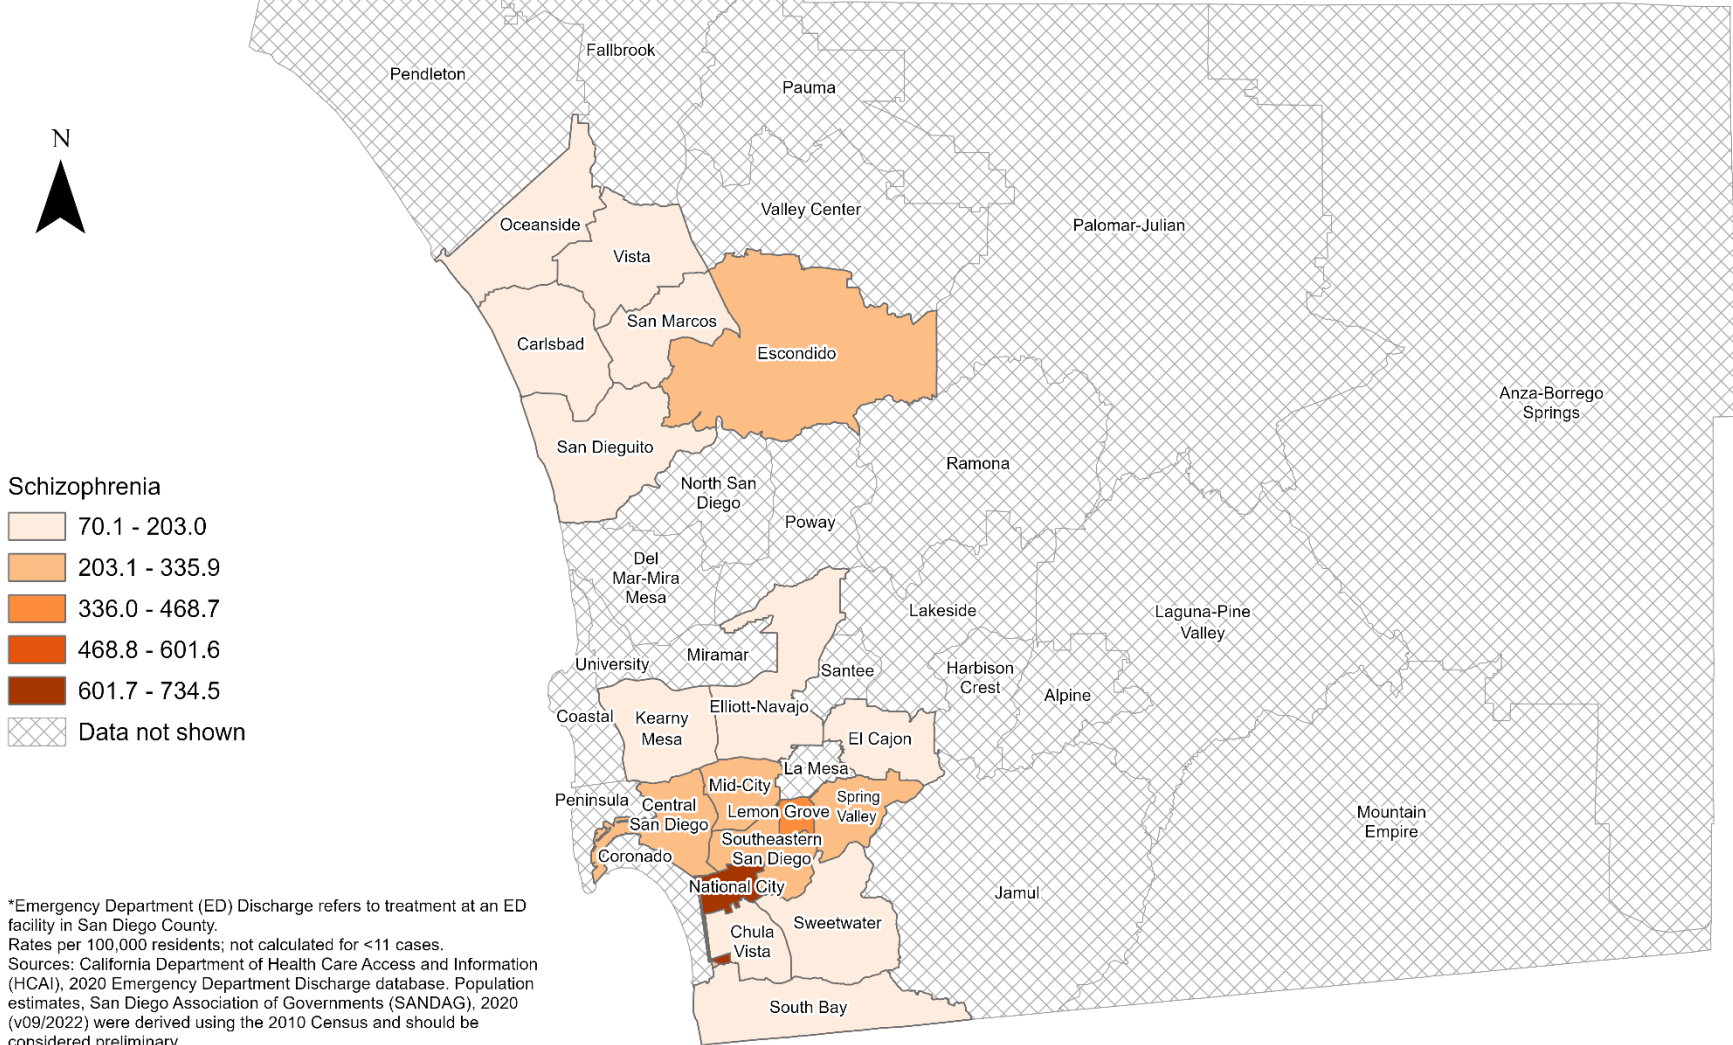 Fallbrook
Pendleton
Pauma
N
Valley Center
Oceanside
Palomar-Julian
Vista
San Marcos
Carlsbad
Escondido
Anza-Borrego
Springs
San Dieguito
Ramona
North San
Diego
Poway
Schizophrenia
70.1 - 203.0
203.1 - 335.9
336.0 - 468.7
468.8 - 601.6
601.7 - 734.5
Data not shown
Del
Mar-Mira
Mesa
Lakeside
Laguna-Pine
Valley
Miramar
University
Santee
Harbison
Crest
Alpine
Elliott-Navajo
Coastal
Kearny
Mesa
El Cajon
La Mesa
Mid-City
Peninsula
Central
San Diego
Lemon Grove
Spring
Valley
Mountain
Empire
Southeastern
San Diego
Coronado
National City
Jamul
Sweetwater
Chula
Vista
South Bay
*Emergency Department (ED) Discharge refers to treatment at an ED
facility in San Diego County.
Rates per 100,000 residents; not calculated for <11 cases.
Sources: California Department of Health Care Access and Information
(HCAI), 2020 Emergency Department Discharge database. Population
estimates, San Diego Association of Governments (SANDAG), 2020
(v09/2022) were derived using the 2010 Census and should be
considered preliminary.